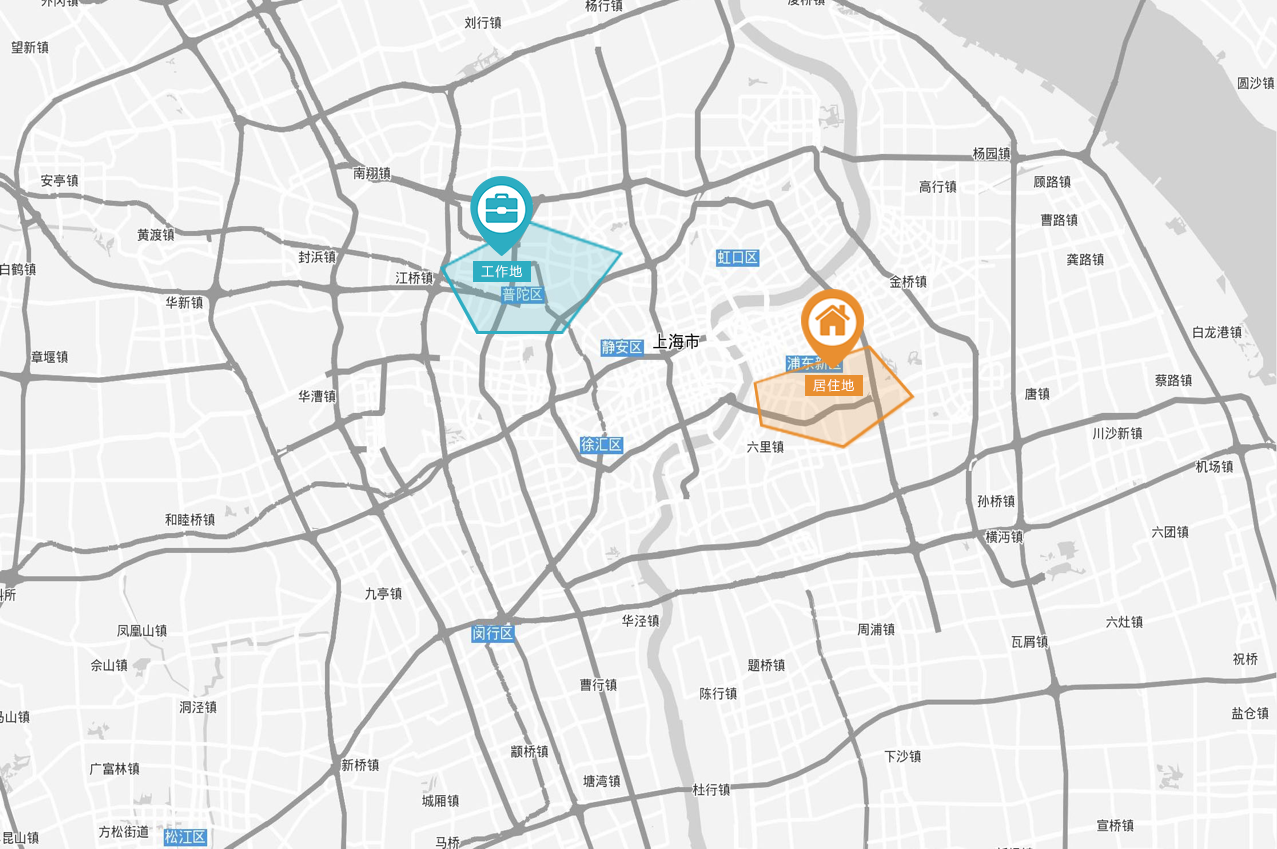 外冈镇
杨行镇
凌桥镇
刘行镇
望新镇
圆沙镇
杨园镇
南翔镇
安亭镇
顾路镇
高行镇
曹路镇
黄渡镇
封浜镇
虹口区
龚路镇
白鹤镇
工作地
江桥镇
金桥镇
普陀区
华新镇
白龙港镇
上海市
静安区
章堰镇
浦东新区
蔡路镇
居住地
唐镇
华漕镇
川沙新镇
徐汇区
六里镇
机场镇
孙桥镇
和睦桥镇
六团镇
横沔镇
科所
九亭镇
华泾镇
六灶镇
凤凰山镇
周浦镇
闵行区
瓦屑镇
祝桥
佘山镇
题桥镇
曹行镇
陈行镇
洞泾镇
盐仓镇
马山镇
颛桥镇
下沙镇
新桥镇
广富林镇
塘湾镇
杜行镇
城厢镇
宣桥镇
方松街道
松江区
昆山镇
马桥